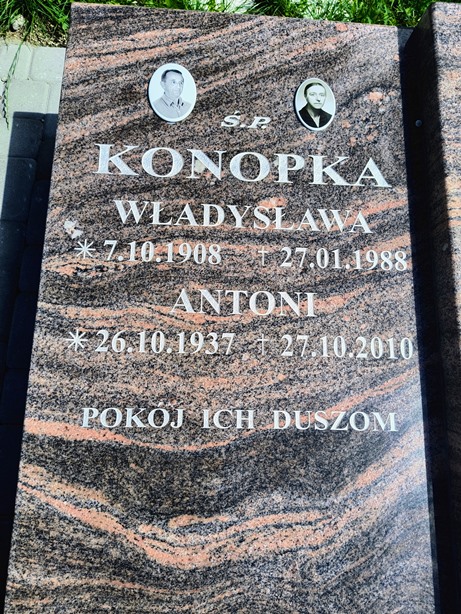 Ś.P.
KONOPKA
WŁADYSŁAWA
* 7.10.1908 † 27.01.1988
ANTONI
* 26.10.1937 † 27.10.2010
POKÓJ ICH DUSZOM